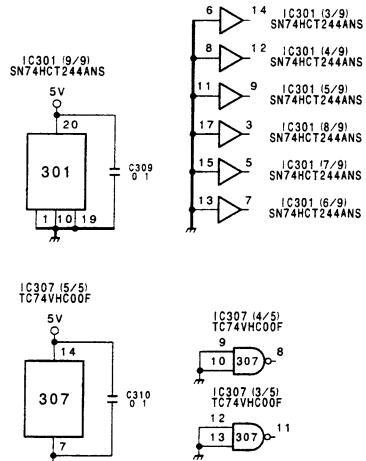 IC301 (9/9)
SN74HCT244ANS
5V
20
301
C309
0 1
1 10 19
6 14 IC301 (3/9)
SN74HCT244ANS
8 12 IC301 (4/9)
SN74HCT244ANS
11 9 IC301 (5/9)
SN74HCT244ANS
17 3 IC301 (8/9)
SN74HCT244ANS
15 5 IC301 (7/9)
SN74HCT244ANS
13 7 IC301 (6/9)
SN74HCT244ANS
IC307 (5/5)
TC74VHC00F
5V
14
307
C310
0 1
7
IC307 (4/5)
TC74VHC00F
9
10 307 8
IC307 (3/5)
TC74VHC00F
12
13 307 11